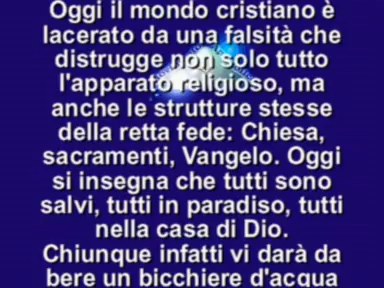 Oggi il mondo cristiano è
lacerato da una falsità che
distrugge non solo tutto
l'apparato religioso, ma
anche le strutture stesse
della retta fede: Chiesa,
sacramenti, Vangelo. Oggi
si insegna che tutti sono
salvi, tutti in paradiso, tutti
nella casa di Dio.
Chiunque infatti vi darà da
bere un bicchiere d'acqua